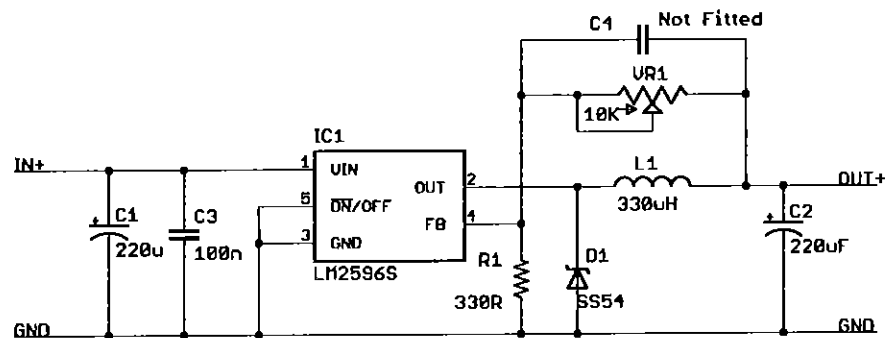 C4 Not Fitted
VR1
10K
IC1
IN+
1 VIN
OUT 2
L1
330uH
OUT+
5 ON/OFF
FB 4
3 GND
LM2596S
C1
220u
C3
100n
R1
330R
D1
SS54
C2
220uF
GND
GND